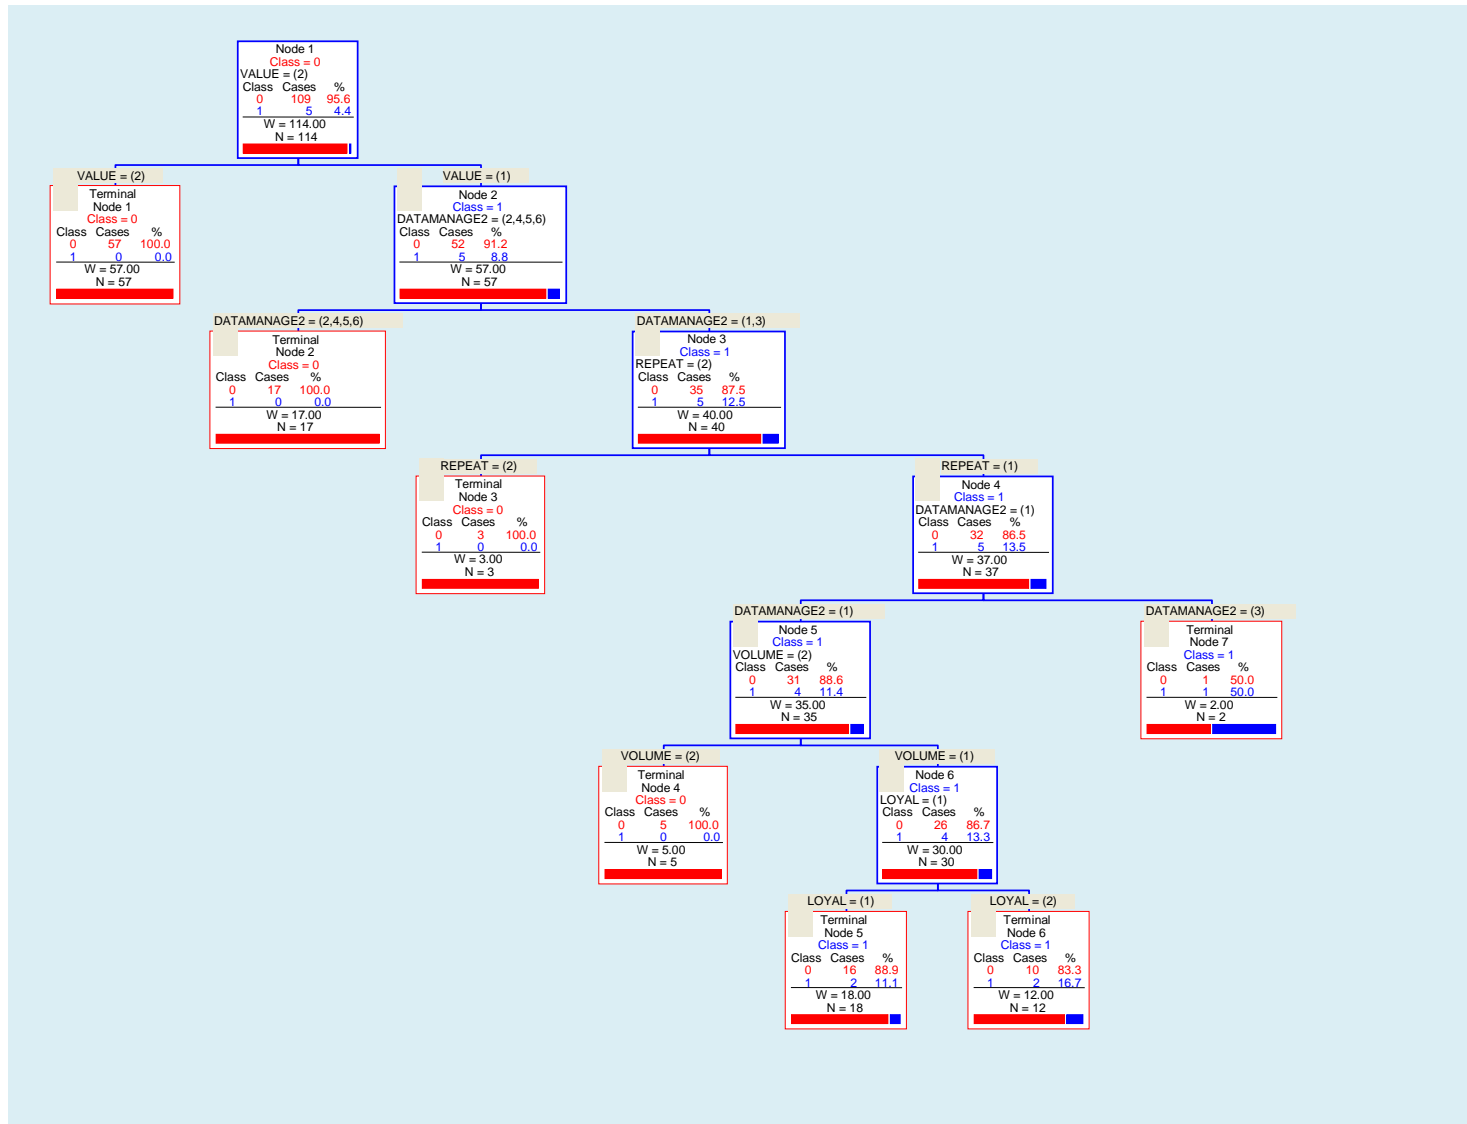 Node 1
Class = 0
VALUE = (2)
Class Cases %
0 109 95.6
1 5 4.4
W = 114.00
N = 114
VALUE = (2)
Terminal
Node 1
Class = 0
Class Cases %
0 57 100.0
1 0 0.0
W = 57.00
N = 57
VALUE = (1)
Node 2
Class = 1
DATAMANAGE2 = (2,4,5,6)
Class Cases %
0 52 91.2
1 5 8.8
W = 57.00
N = 57
DATAMANAGE2 = (2,4,5,6)
Terminal
Node 2
Class = 0
Class Cases %
0 17 100.0
1 0 0.0
W = 17.00
N = 17
DATAMANAGE2 = (1,3)
Node 3
Class = 1
REPEAT = (2)
Class Cases %
0 35 87.5
1 5 12.5
W = 40.00
N = 40
REPEAT = (2)
Terminal
Node 3
Class = 0
Class Cases %
0 3 100.0
1 0 0.0
W = 3.00
N = 3
REPEAT = (1)
Node 4
Class = 1
DATAMANAGE2 = (1)
Class Cases %
0 32 86.5
1 5 13.5
W = 37.00
N = 37
DATAMANAGE2 = (1)
Node 5
Class = 1
VOLUME = (2)
Class Cases %
0 31 88.6
1 4 11.4
W = 35.00
N = 35
DATAMANAGE2 = (3)
Terminal
Node 7
Class = 1
Class Cases %
0 1 50.0
1 1 50.0
W = 2.00
N = 2
VOLUME = (2)
Terminal
Node 4
Class = 0
Class Cases %
0 5 100.0
1 0 0.0
W = 5.00
N = 5
VOLUME = (1)
Node 6
Class = 1
LOYAL = (1)
Class Cases %
0 26 86.7
1 4 13.3
W = 30.00
N = 30
LOYAL = (1)
Terminal
Node 5
Class = 1
Class Cases %
0 16 88.9
1 2 11.1
W = 18.00
N = 18
LOYAL = (2)
Terminal
Node 6
Class = 1
Class Cases %
0 10 83.3
1 2 16.7
W = 12.00
N = 12